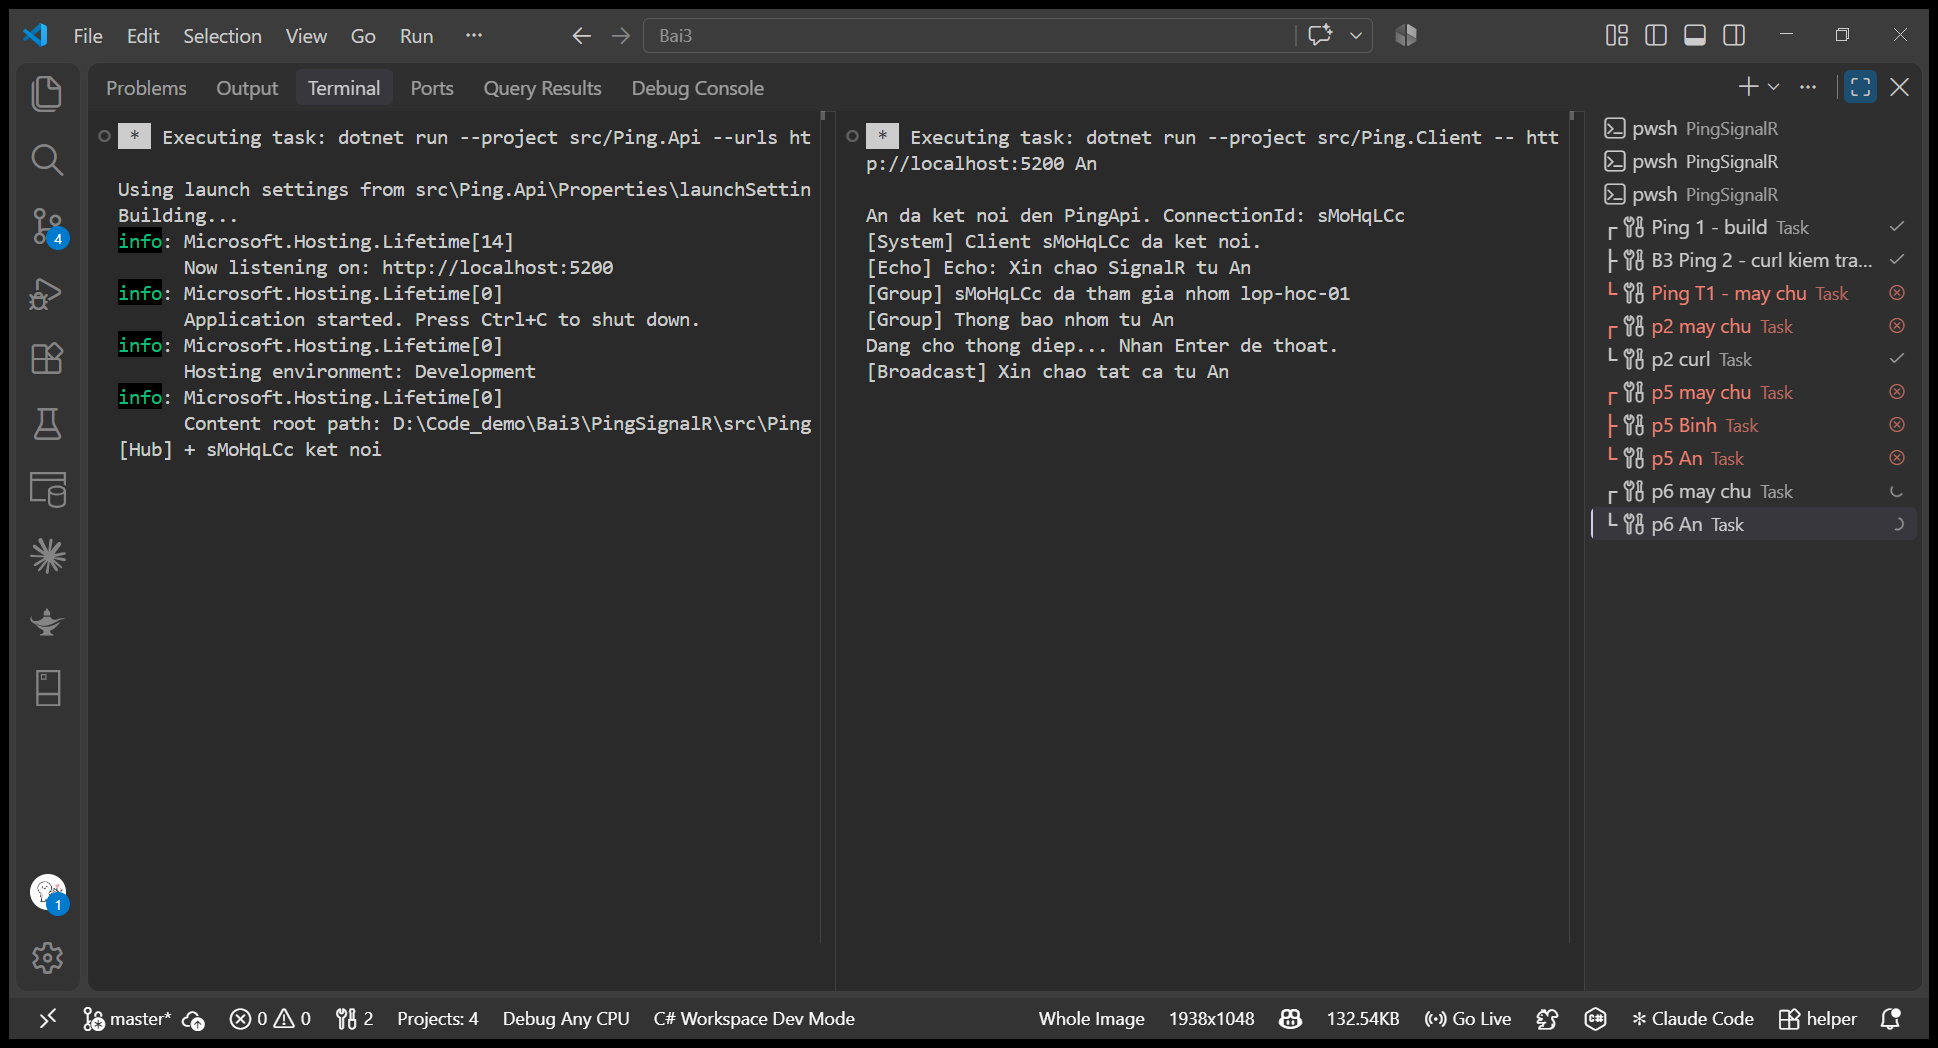 File Edit Selection View Go Run ··· Bai3
Problems Output Terminal Ports Query Results Debug Console
* Executing task: dotnet run --project src/Ping.Api --urls ht
Using launch settings from src\Ping.Api\Properties\launchSettin
Building...
info: Microsoft.Hosting.Lifetime[14]
Now listening on: http://localhost:5200
info: Microsoft.Hosting.Lifetime[0]
Application started. Press Ctrl+C to shut down.
info: Microsoft.Hosting.Lifetime[0]
Hosting environment: Development
info: Microsoft.Hosting.Lifetime[0]
Content root path: D:\Code_demo\Bai3\PingSignalR\src\Ping
[Hub] + sMoHqLCc ket noi
* Executing task: dotnet run --project src/Ping.Client -- htt
p://localhost:5200 An
An da ket noi den PingApi. ConnectionId: sMoHqLCc
[System] Client sMoHqLCc da ket noi.
[Echo] Echo: Xin chao SignalR tu An
[Group] sMoHqLCc da tham gia nhom lop-hoc-01
[Group] Thong bao nhom tu An
Dang cho thong diep... Nhan Enter de thoat.
[Broadcast] Xin chao tat ca tu An
pwsh PingSignalR
pwsh PingSignalR
pwsh PingSignalR
Ping 1 - build Task
B3 Ping 2 - curl kiem tra...
Ping T1 - may chu Task
p2 may chu Task
p2 curl Task
p5 may chu Task
p5 Binh Task
p5 An Task
p6 may chu Task
p6 An Task
4
1
master* 0 0 2 Projects: 4 Debug Any CPU C# Workspace Dev Mode Whole Image 1938x1048 132.54KB Go Live C# Claude Code helper